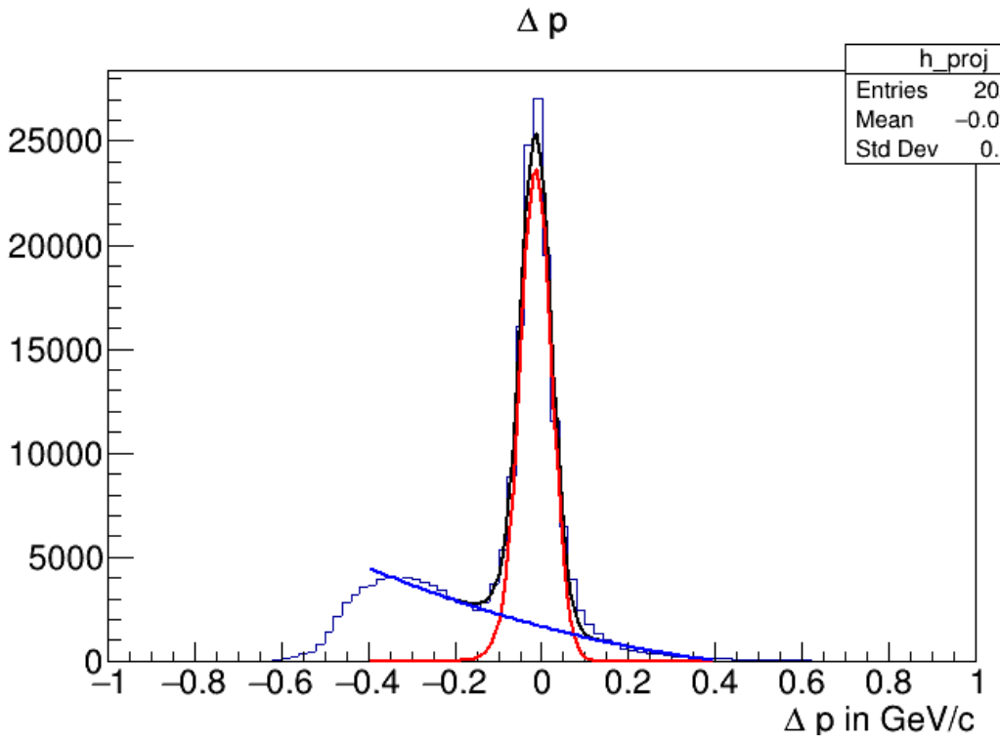 Δ p
h_proj
Entries 20
Mean −0.0
Std Dev 0.
25000
20000
15000
10000
5000
0
−1 −0.8 −0.6 −0.4 −0.2 0 0.2 0.4 0.6 0.8 1
Δ p in GeV/c